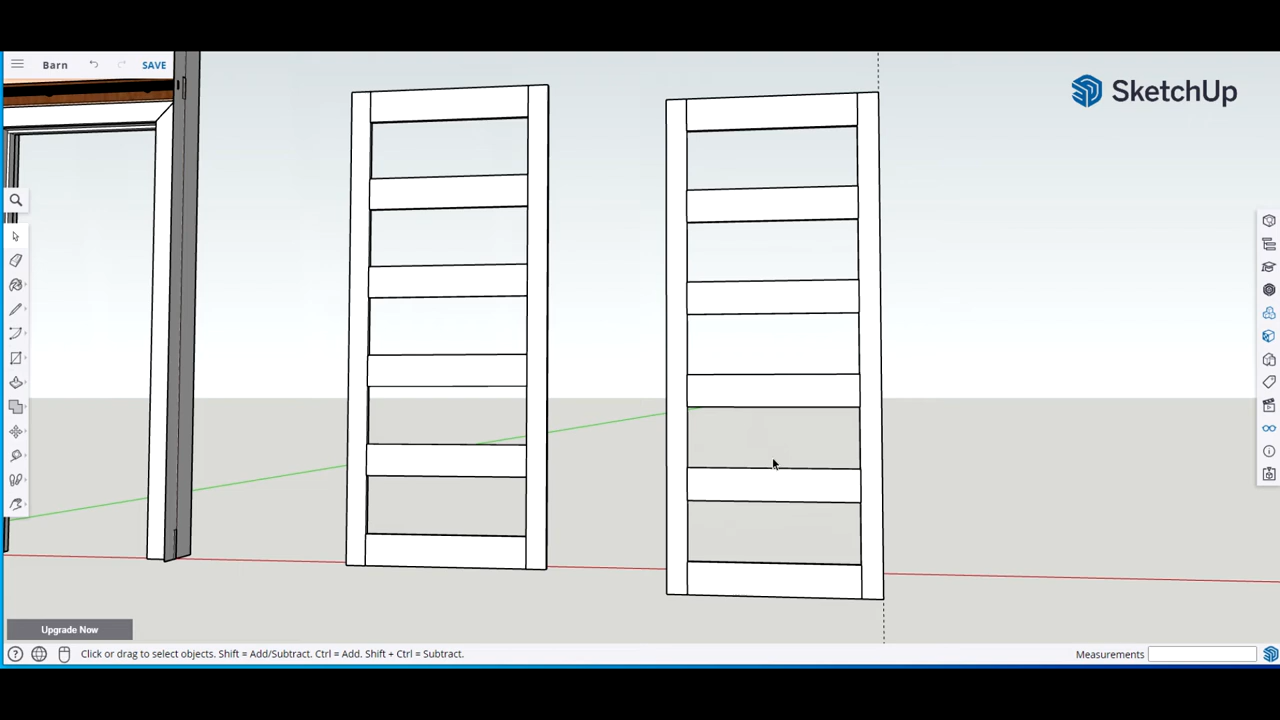 Barn
SAVE
SketchUp
Upgrade Now
Click or drag to select objects. Shift = Add/Subtract. Ctrl = Add. Shift + Ctrl = Subtract.
Measurements